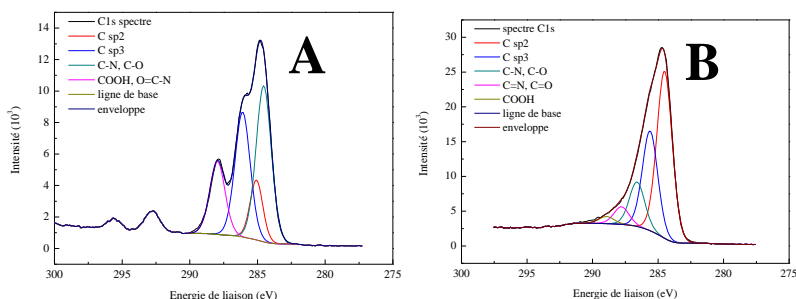 C1s spectre
C sp2
C sp3
C-N, C-O
COOH, O=C-N
ligne de base
enveloppe
A
14
12
10
8
6
4
2
0
Intensité (10³)
300 295 290 285 280 275
Energie de liaison (eV)
spectre C1s
C sp2
C sp3
C-N, C-O
C=N, C=O
COOH
ligne de base
enveloppe
B
30
25
20
15
10
5
0
Intensité (10³)
300 295 290 285 280 275
Energie de liaison (eV)